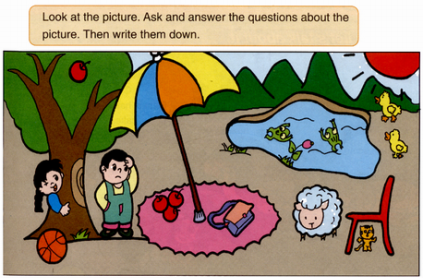 Look at the picture. Ask and answer the questions about the
picture. Then write them down.